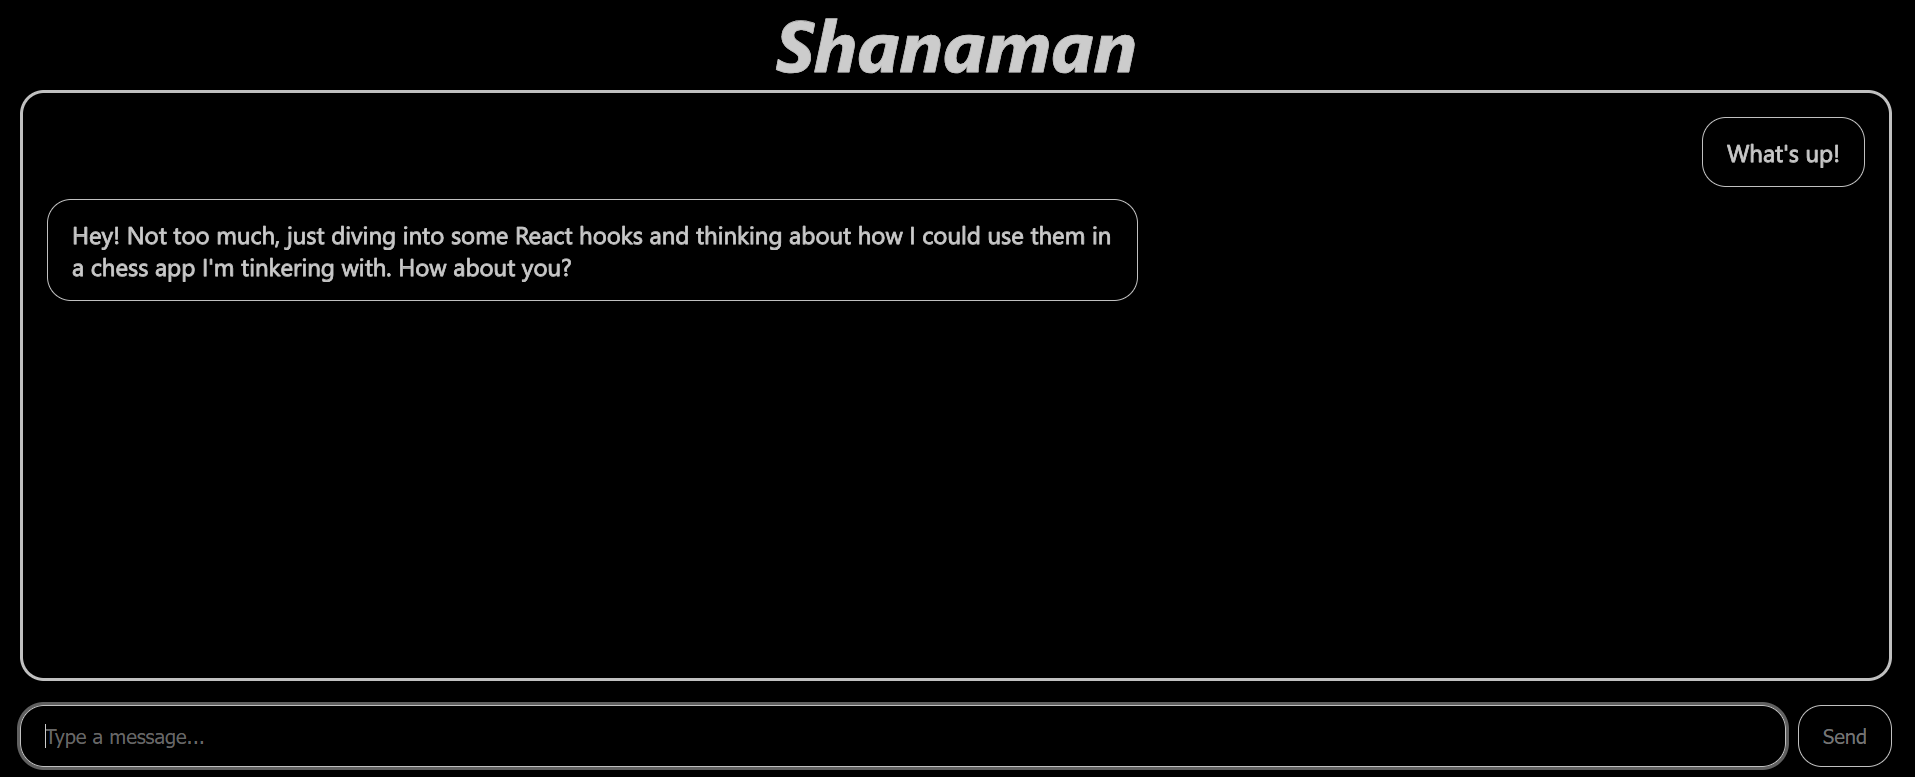 Shanaman
What's up!
Hey! Not too much, just diving into some React hooks and thinking about how I could use them in
a chess app I'm tinkering with. How about you?
Type a message...
Send